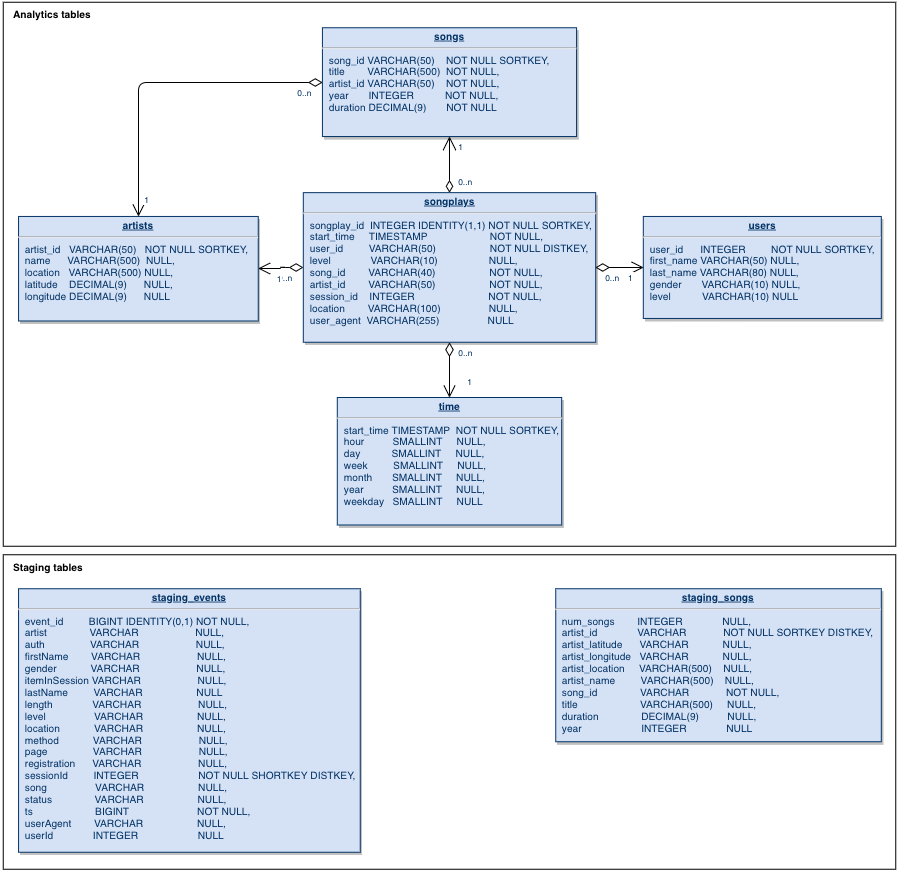 Analytics tables
songs
song_id VARCHAR(50) NOT NULL SORTKEY,
title VARCHAR(500) NOT NULL,
artist_id VARCHAR(50) NOT NULL,
year INTEGER NOT NULL,
duration DECIMAL(9) NOT NULL
0..n
1
1
0..n
artists
artist_id VARCHAR(50) NOT NULL SORTKEY,
name VARCHAR(500) NULL,
location VARCHAR(500) NULL,
latitude DECIMAL(9) NULL,
longitude DECIMAL(9) NULL
1..n
songplays
songplay_id INTEGER IDENTITY(1,1) NOT NULL SORTKEY,
start_time TIMESTAMP NOT NULL,
user_id VARCHAR(50) NOT NULL DISTKEY,
level VARCHAR(10) NULL,
song_id VARCHAR(40) NOT NULL,
artist_id VARCHAR(50) NOT NULL,
session_id INTEGER NOT NULL,
location VARCHAR(100) NULL,
user_agent VARCHAR(255) NULL
0..n 1
users
user_id INTEGER NOT NULL SORTKEY,
first_name VARCHAR(50) NULL,
last_name VARCHAR(80) NULL,
gender VARCHAR(10) NULL,
level VARCHAR(10) NULL
0..n
1
time
start_time TIMESTAMP NOT NULL SORTKEY,
hour SMALLINT NULL,
day SMALLINT NULL,
week SMALLINT NULL,
month SMALLINT NULL,
year SMALLINT NULL,
weekday SMALLINT NULL
Staging tables
staging_events
event_id BIGINT IDENTITY(0,1) NOT NULL,
artist VARCHAR NULL,
auth VARCHAR NULL,
firstName VARCHAR NULL,
gender VARCHAR NULL,
itemInSession VARCHAR NULL,
lastName VARCHAR NULL
length VARCHAR NULL,
level VARCHAR NULL,
location VARCHAR NULL,
method VARCHAR NULL,
page VARCHAR NULL,
registration VARCHAR NULL,
sessionId INTEGER NOT NULL SHORTKEY DISTKEY,
song VARCHAR NULL,
status VARCHAR NULL,
ts BIGINT NOT NULL,
userAgent VARCHAR NULL,
userId INTEGER NULL
staging_songs
num_songs INTEGER NULL,
artist_id VARCHAR NOT NULL SORTKEY DISTKEY,
artist_latitude VARCHAR NULL,
artist_longitude VARCHAR NULL,
artist_location VARCHAR(500) NULL,
artist_name VARCHAR(500) NULL,
song_id VARCHAR NOT NULL,
title VARCHAR(500) NULL,
duration DECIMAL(9) NULL,
year INTEGER NULL